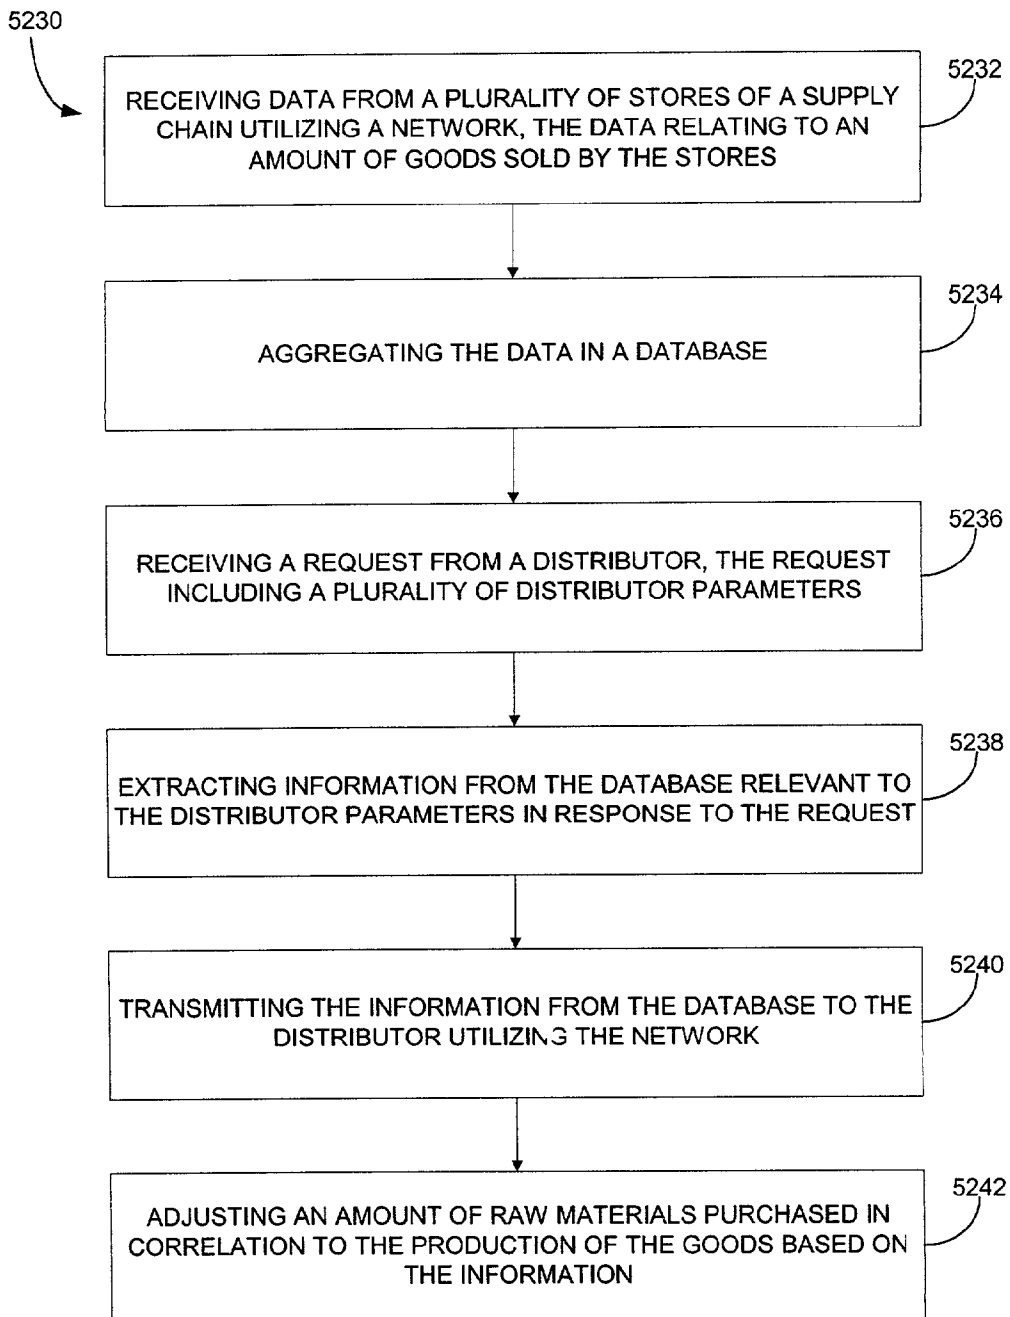 5230
5232
RECEIVING DATA FROM A PLURALITY OF STORES OF A SUPPLY
CHAIN UTILIZING A NETWORK, THE DATA RELATING TO AN
AMOUNT OF GOODS SOLD BY THE STORES
5234
AGGREGATING THE DATA IN A DATABASE
5236
RECEIVING A REQUEST FROM A DISTRIBUTOR, THE REQUEST
INCLUDING A PLURALITY OF DISTRIBUTOR PARAMETERS
5238
EXTRACTING INFORMATION FROM THE DATABASE RELEVANT TO
THE DISTRIBUTOR PARAMETERS IN RESPONSE TO THE REQUEST
5240
TRANSMITTING THE INFORMATION FROM THE DATABASE TO THE
DISTRIBUTOR UTILIZING THE NETWORK
5242
ADJUSTING AN AMOUNT OF RAW MATERIALS PURCHASED IN
CORRELATION TO THE PRODUCTION OF THE GOODS BASED ON
THE INFORMATION